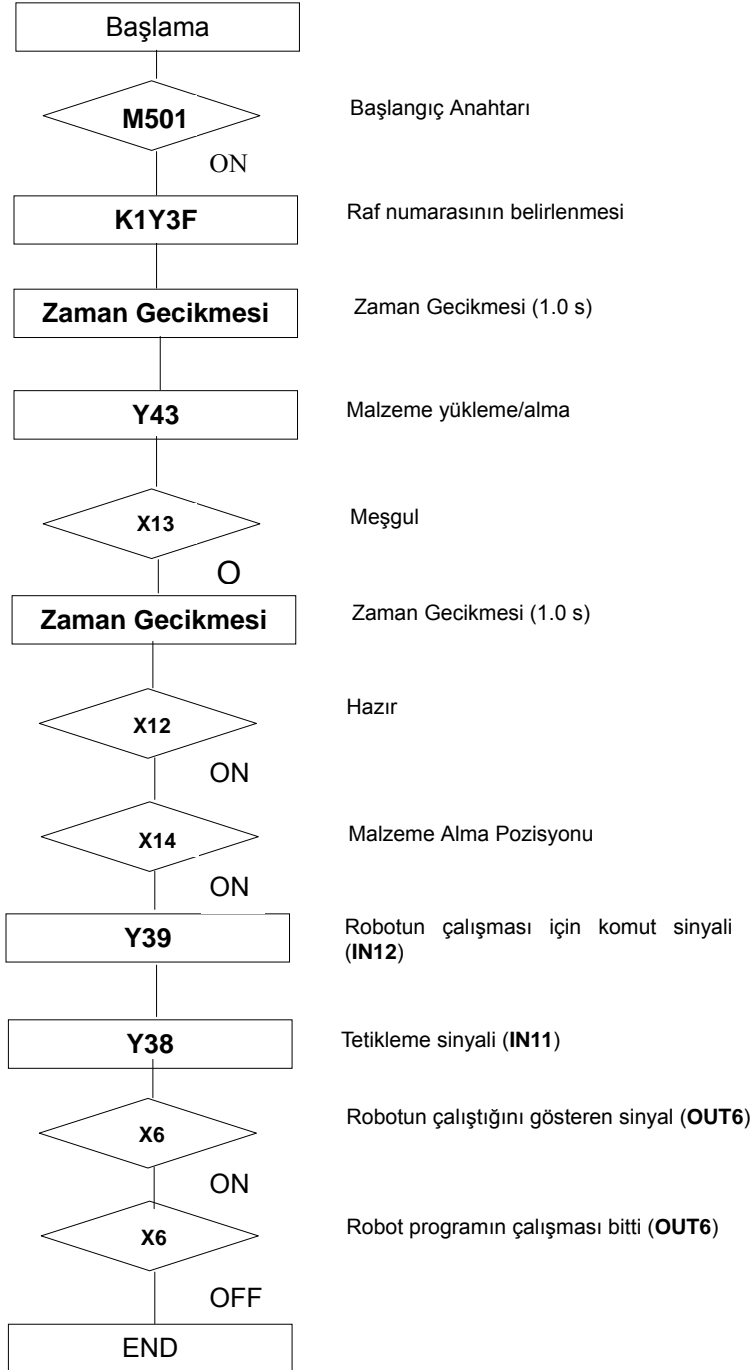 Başlama
M501
Başlangıç Anahtarı
ON
K1Y3F
Raf numarasının belirlenmesi
Zaman Gecikmesi
Zaman Gecikmesi (1.0 s)
Y43
Malzeme yükleme/alma
X13
Meşgul
O
Zaman Gecikmesi
Zaman Gecikmesi (1.0 s)
X12
Hazır
ON
X14
Malzeme Alma Pozisyonu
ON
Y39
Robotun çalışması için komut sinyali
(IN12)
Y38
Tetikleme sinyali (IN11)
X6
Robotun çalıştığını gösteren sinyal (OUT6)
ON
X6
Robot programın çalışması bitti (OUT6)
OFF
END